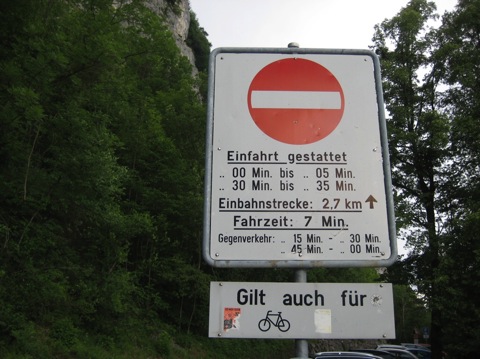 Einfahrt gestattet
.. 00 Min. bis .. 05 Min.
.. 30 Min. bis .. 35 Min.
Einbahnstrecke: 2,7 km
Fahrzeit: 7 Min.
Gegenverkehr: .. 15 Min. - .. 30 Min.
.. 45 Min. - .. 00 Min.
Gilt auch für